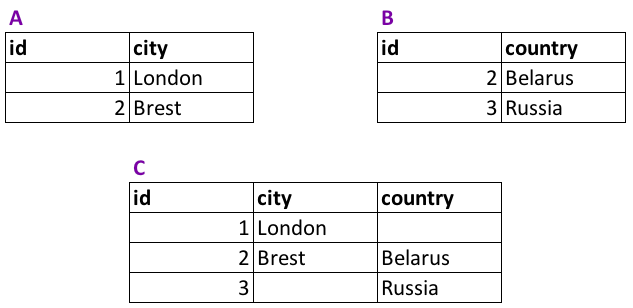 A
id city
1 London
2 Brest
B
id country
2 Belarus
3 Russia
C
id city country
1 London
2 Brest Belarus
3 Russia